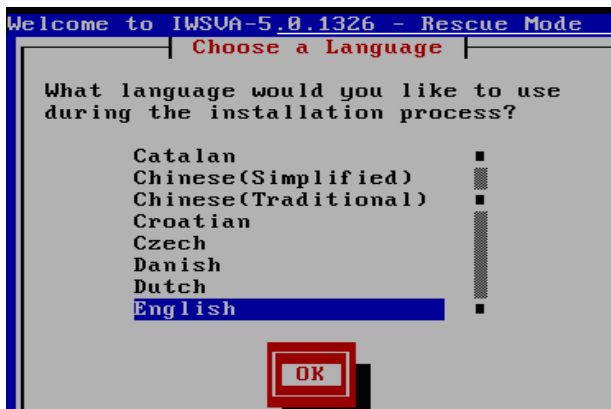 Welcome to IWSVA-5.0.1326 - Rescue Mode
Choose a Language
What language would you like to use
during the installation process?
Catalan
Chinese(Simplified)
Chinese(Traditional)
Croatian
Czech
Danish
Dutch
English
OK